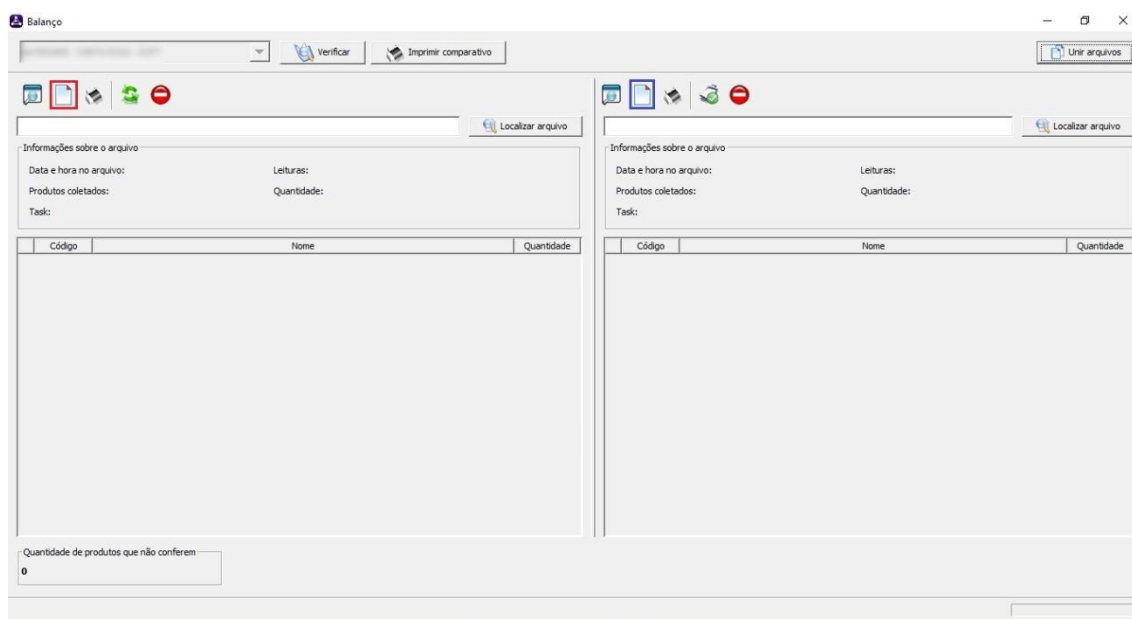 Balanço
Verificar Imprimir comparativo Unir arquivos
Localizar arquivo
Informações sobre o arquivo
Data e hora no arquivo: Leituras:
Produtos coletados: Quantidade:
Task:
Código Nome Quantidade
Localizar arquivo
Informações sobre o arquivo
Data e hora no arquivo: Leituras:
Produtos coletados: Quantidade:
Task:
Código Nome Quantidade
Quantidade de produtos que não conferem
0